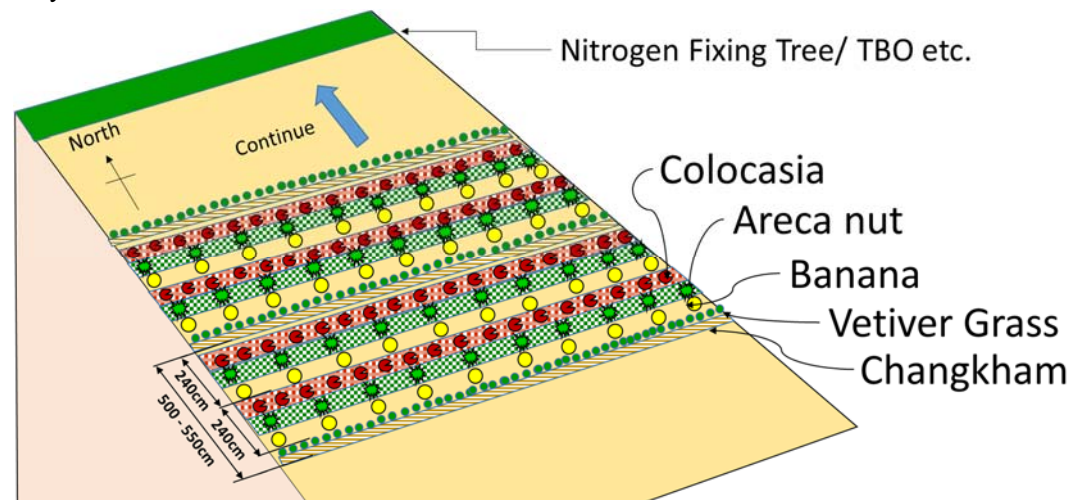 Nitrogen Fixing Tree/ TBO etc.
North
Continue
Colocasia
Areca nut
Banana
Vetiver Grass
Changkham
240cm
240cm
500 - 550cm